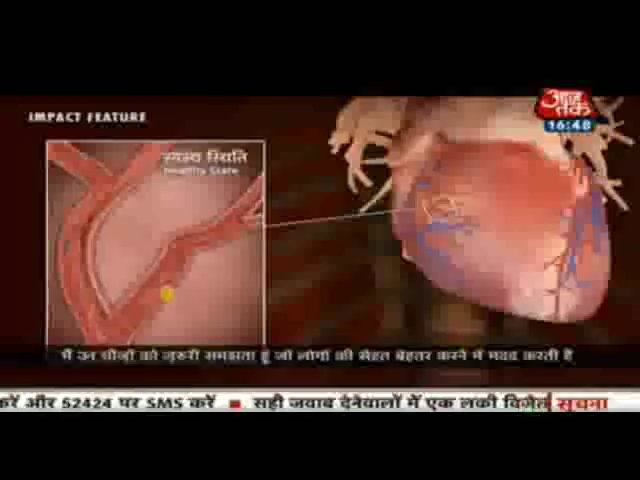 IMPACT FEATURE
आज तक
16:48
स्वस्थ स्थिति
Healthy State
मैं उन चीज़ों को ज़रूरी समझता हूं जो लोगों की सेहत बेहतर करने में मदद करती हैं
करें और 52424 पर SMS करें ■ सही जवाब देनेवालों में एक लकी सूचना